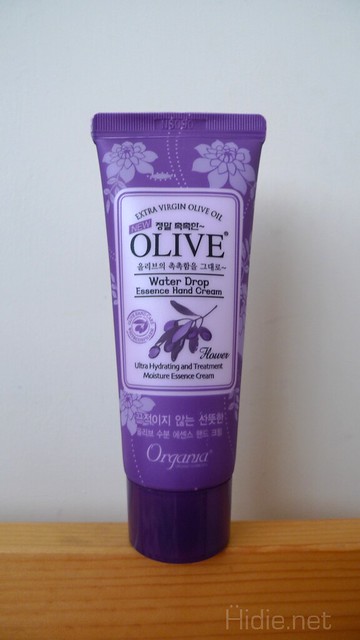 EXTRA VIRGIN OLIVE OIL
NEW 정말 촉촉한~
OLIVE®
올리브의 촉촉함을 그대로~
Water Drop
Essence Hand Cream
Flower
Ultra Hydrating and Treatment
Moisture Essence Cream
끈적이지 않는 산뜻한
올리브 수분 에센스 핸드 크림
Organia
Hidie.net